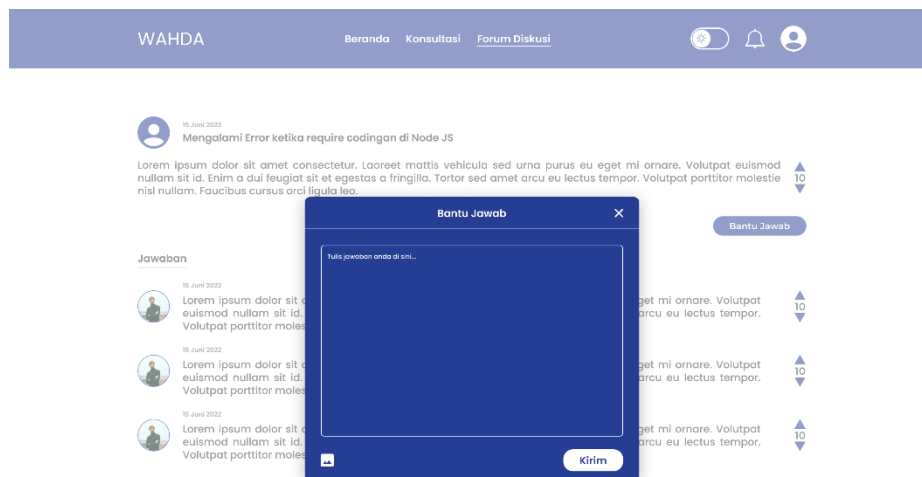 WAHDA
Beranda Konsultasi Forum Diskusi
15 Juni 2022
Mengalami Error ketika require codingan di Node JS
Lorem ipsum dolor sit amet consectetur. Laoreet mattis vehicula sed urna purus eu eget mi ornare. Volutpat euismod
nullam sit id. Enim a dui feugiat sit et egestas a fringilla. Tortor sed amet arcu eu lectus tempor. Volutpat porttitor molestie
nisl nullam. Faucibus cursus orci ligula leo.
10
Bantu Jawab
Bantu Jawab
Tulis jawaban anda di sini...
Kirim
Jawaban
15 Juni 2022
Lorem ipsum dolor sit
get mi ornare. Volutpat
euismod nullam sit id.
arcu eu lectus tempor.
Volutpat porttitor
10
15 Juni 2022
Lorem ipsum dolor sit
get mi ornare. Volutpat
euismod nullam sit id.
arcu eu lectus tempor.
Volutpat porttitor
10
15 Juni 2022
Lorem ipsum dolor sit
get mi ornare. Volutpat
euismod nullam sit id.
arcu eu lectus tempor.
Volutpat porttitor
10